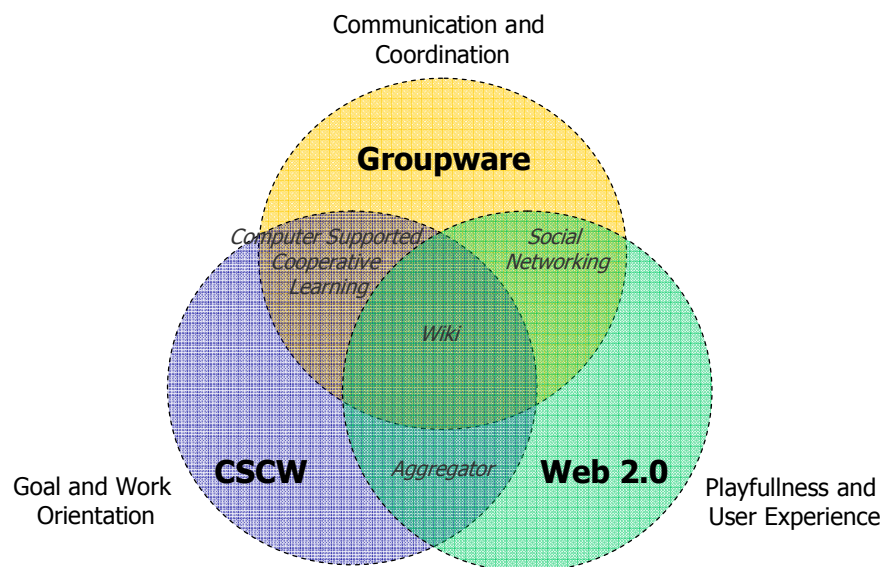 Communication and
Coordination
Groupware
Computer Supported
Cooperative
Learning
Social
Networking
Wiki
CSCW
Aggregator
Web 2.0
Goal and Work
Orientation
Playfullness and
User Experience